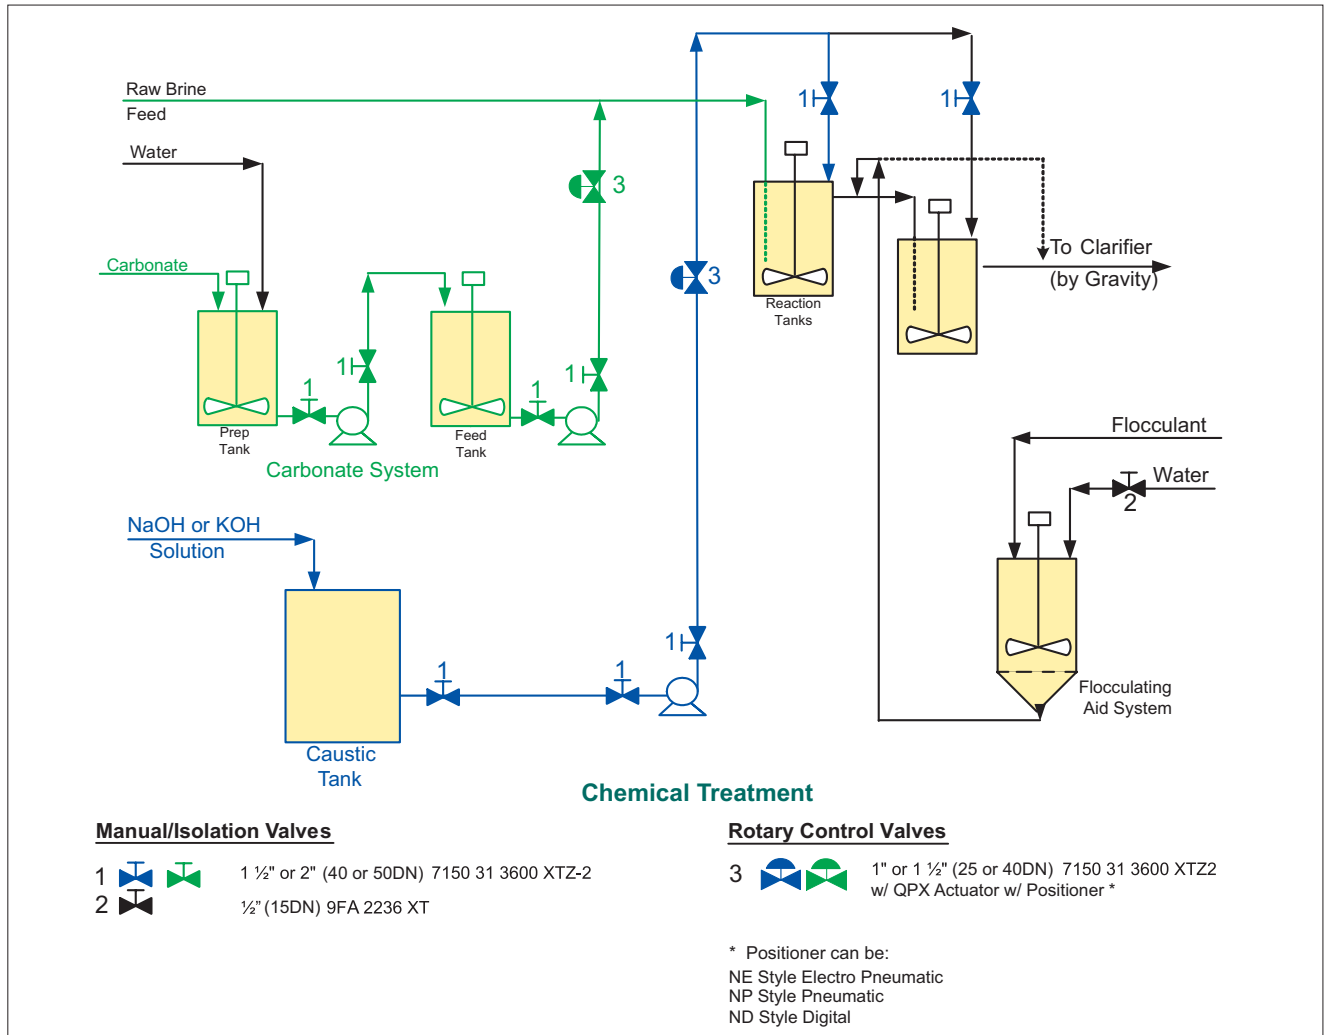 Raw Brine
Feed
Water
Carbonate
1
1
1
1
3
3
1
1
Prep
Tank
Feed
Tank
Carbonate System
Reaction
Tanks
To Clarifier
(by Gravity)
Flocculant
Water
2
NaOH or KOH
Solution
1
1
1
Caustic
Tank
Flocculating
Aid System
Chemical Treatment
Manual/Isolation Valves
1 1 ½" or 2" (40 or 50DN) 7150 31 3600 XTZ-2
2 ½" (15DN) 9FA 2236 XT
Rotary Control Valves
3 1" or 1 ½" (25 or 40DN) 7150 31 3600 XTZ2
w/ QPX Actuator w/ Positioner *
* Positioner can be:
NE Style Electro Pneumatic
NP Style Pneumatic
ND Style Digital